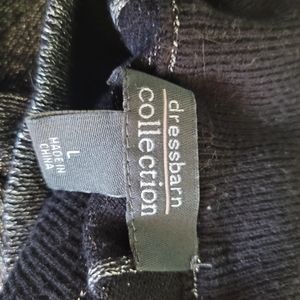 dressbarn
collection
L
MADE IN
CHINA